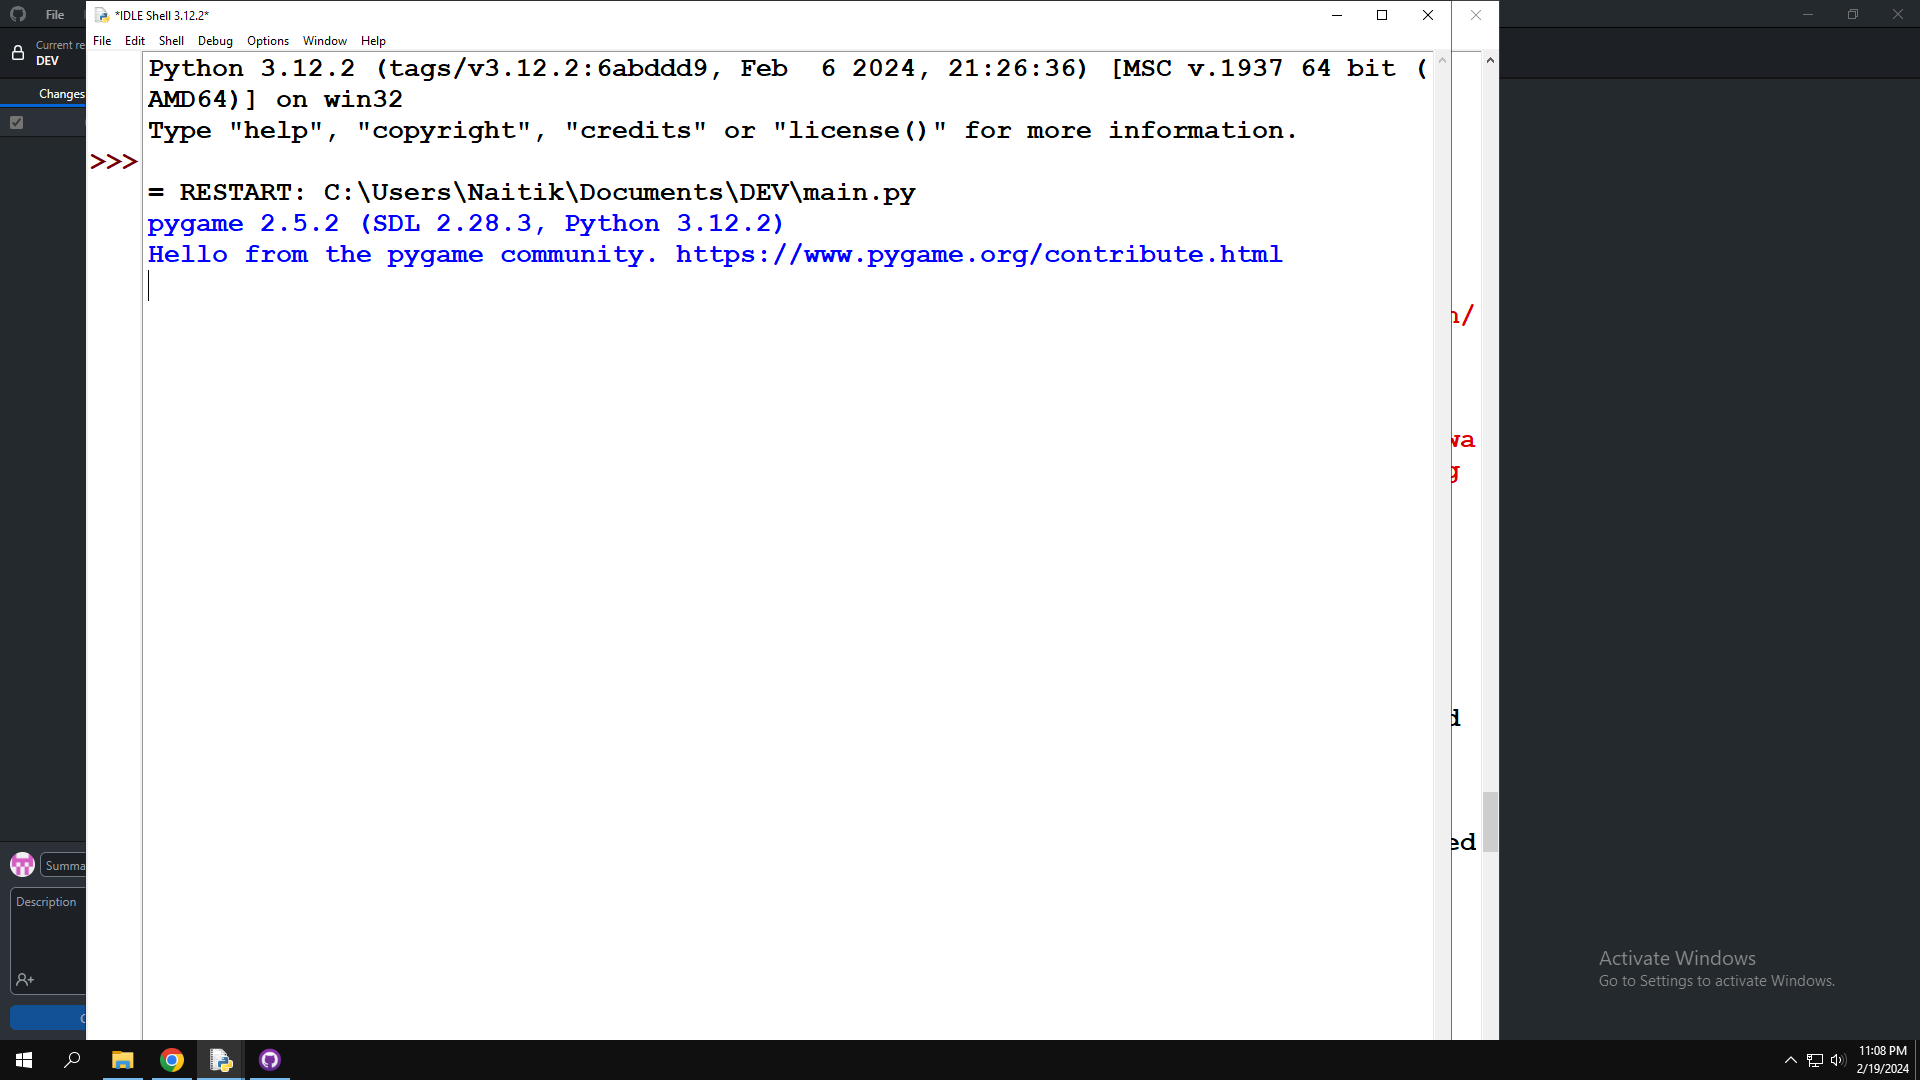 File
*IDLE Shell 3.12.2*
File Edit Shell Debug Options Window Help
Current re
DEV
Changes
Python 3.12.2 (tags/v3.12.2:6abddd9, Feb  6 2024, 21:26:36) [MSC v.1937 64 bit (
AMD64)] on win32
Type "help", "copyright", "credits" or "license()" for more information.
>>>
= RESTART: C:\Users\Naitik\Documents\DEV\main.py
pygame 2.5.2 (SDL 2.28.3, Python 3.12.2)
Hello from the pygame community. https://www.pygame.org/contribute.html
n/
wa
g
d
ed
Summa
Description
Activate Windows
Go to Settings to activate Windows.
11:08 PM
2/19/2024